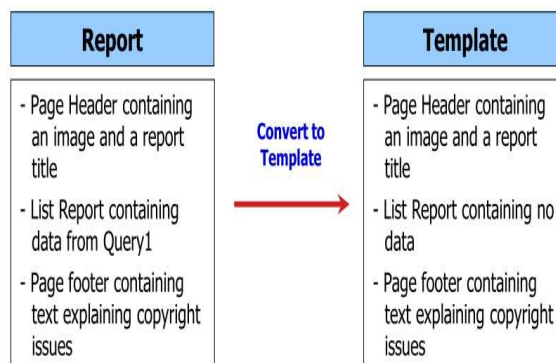 Report
- Page Header containing
an image and a report
title
- List Report containing
data from Query1
- Page footer containing
text explaining copyright
issues
Convert to
Template
Template
- Page Header containing
an image and a report
title
- List Report containing no
data
- Page footer containing
text explaining copyright
issues